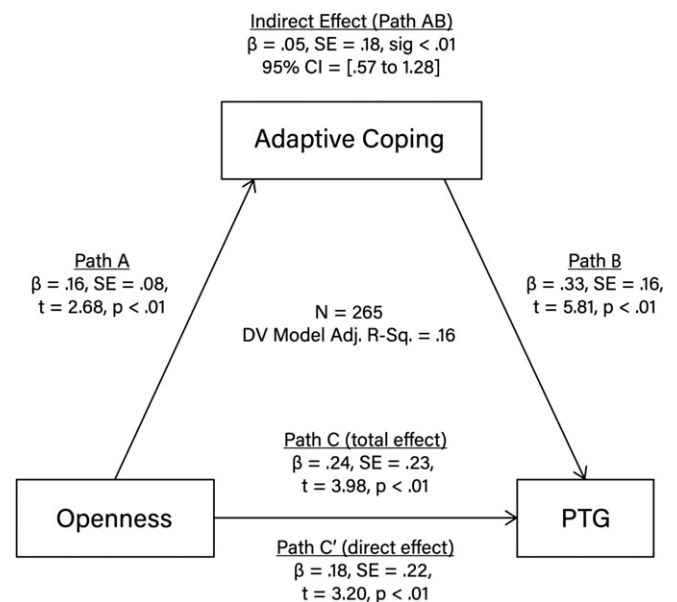 Indirect Effect (Path AB)
β = .05, SE = .18, sig < .01
95% CI = [.57 to 1.28]
Adaptive Coping
Path A
β = .16, SE = .08,
t = 2.68, p < .01
Path B
β = .33, SE = .16,
t = 5.81, p < .01
N = 265
DV Model Adj. R-Sq. = .16
Path C (total effect)
β = .24, SE = .23,
t = 3.98, p < .01
Openness
PTG
Path C' (direct effect)
β = .18, SE = .22,
t = 3.20, p < .01